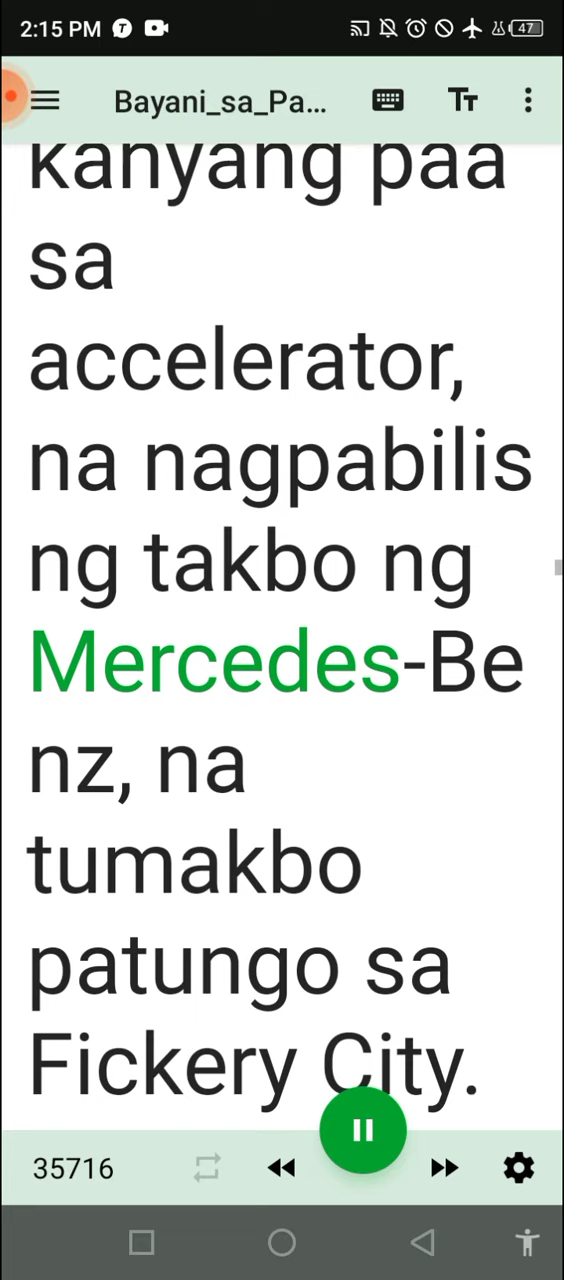 2:15 PM
47
Bayani_sa_Pa...
kanyang paa
sa
accelerator,
na nagpabilis
ng takbo ng
Mercedes-Be
nz, na
tumakbo
patungo sa
Fickery City.
35716